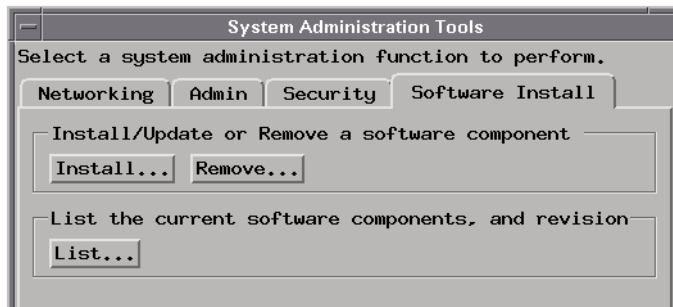 System Administration Tools
Select a system administration function to perform.
Networking Admin Security Software Install
Install/Update or Remove a software component
Install... Remove...
List the current software components, and revision
List...